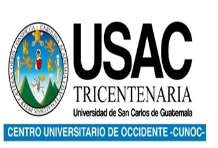 USAC
TRICENTENARIA
Universidad de San Carlos de Guatemala
CENTRO UNIVERSITARIO DE OCCIDENTE -CUNOC-